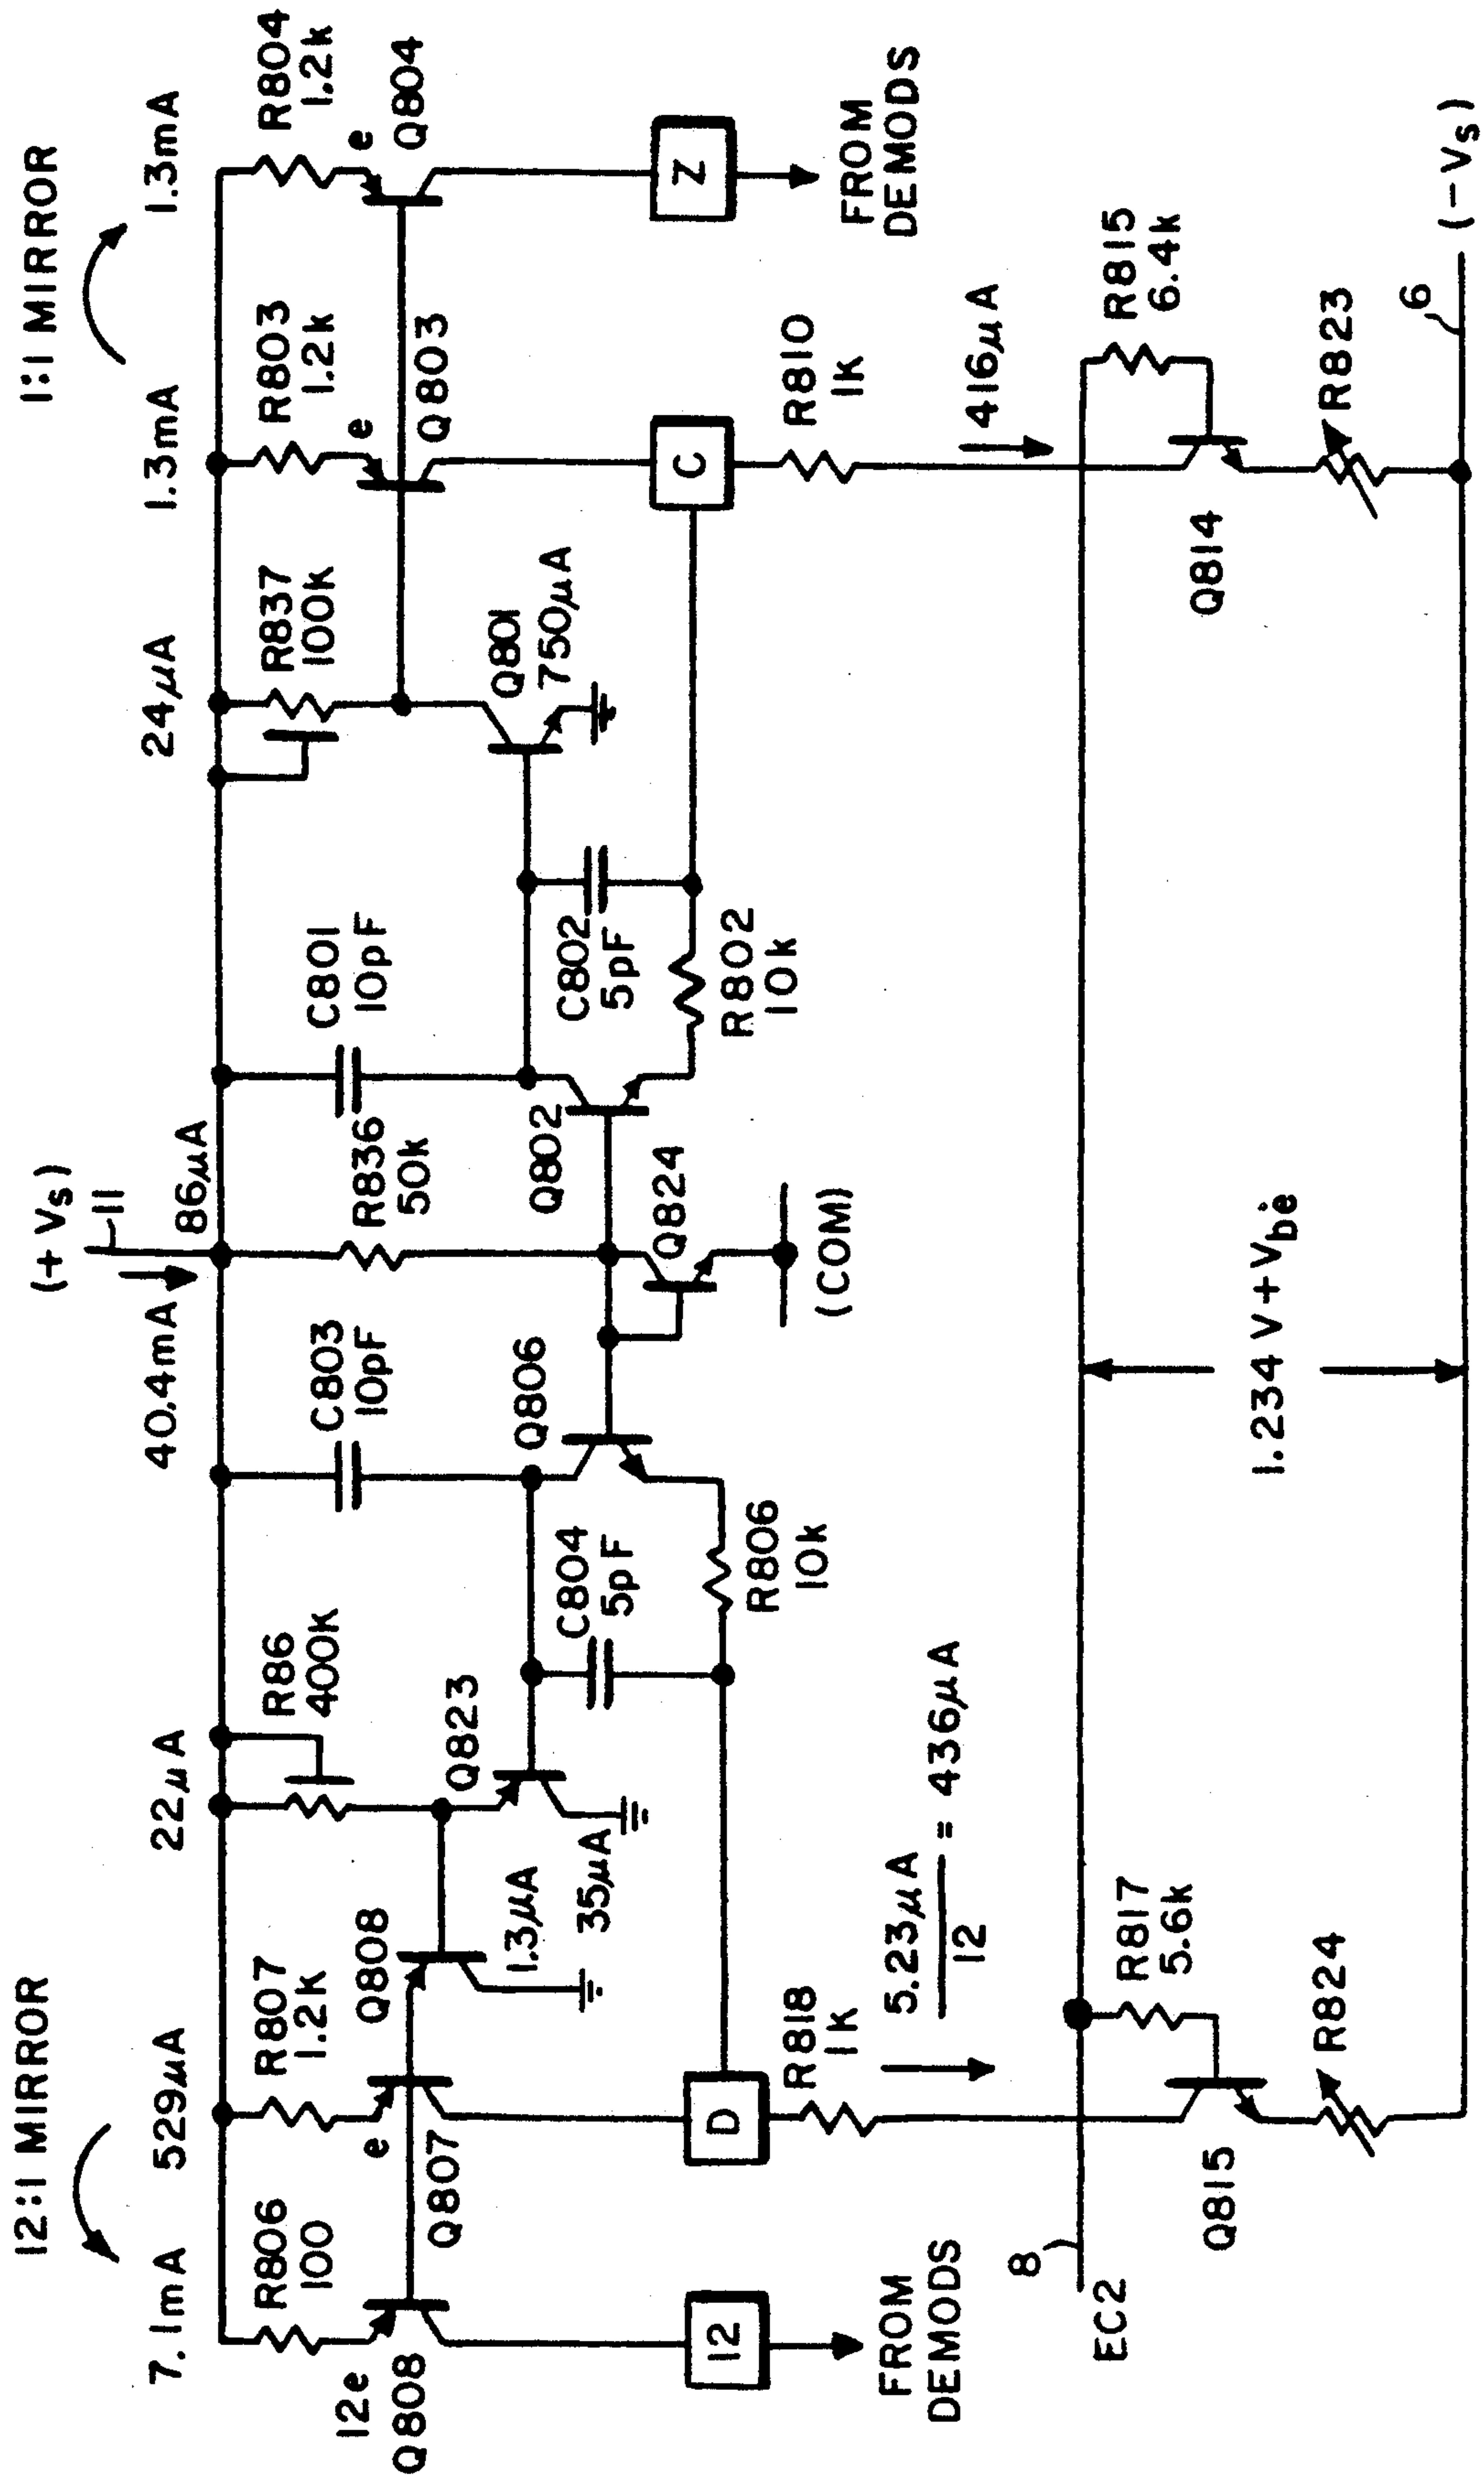 12:1 MIRROR
1:1 MIRROR
(+Vs)
11
7.1mA
529µA
22µA
40.4mA
86µA
24µA
1.3mA
1.3mA
R806
100
R807
1.2K
R86
400K
C803
10pF
R836
50k
C801
10pF
R837
100k
R803
1.2k
R804
1.2k
12e
Q808
e
Q807
Q808
1.3µA
Q823
35µA
C804
5pF
Q806
Q824
Q802
C802
5pF
Q801
750µA
e
Q803
e
Q804
R806
10k
(COM)
R802
10k
12
D
C
Z
FROM
DEMODS
R818
1K
5.23µA
12
= 436µA
R810
1K
416µA
FROM
DEMODS
EC2
8
R817
5.6k
1.234V+Vbe
R815
6.4k
Q815
R824
Q814
R823
6
(-Vs)